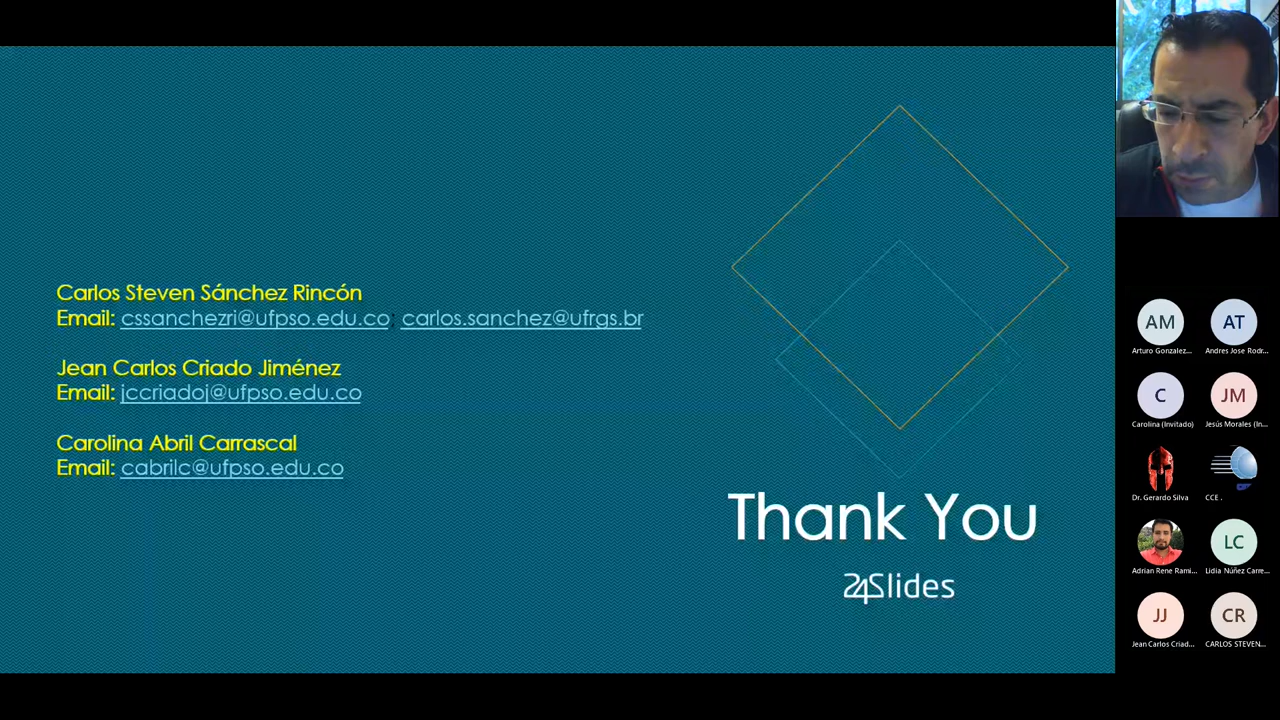 Carlos Steven Sánchez Rincón
Email: cssanchezri@ufpso.edu.co; carlos.sanchez@ufrgs.br
Jean Carlos Criado Jiménez
Email: jccriadoj@ufpso.edu.co
Carolina Abril Carrascal
Email: cabrilc@ufpso.edu.co
Thank You
24Slides
AM
Arturo Gonzalez...
AT
Andres Jose Rodr...
C
Carolina (Invitado)
JM
Jesús Morales (In...
Dr. Gerardo Silva
CCE .
Adrian Rene Rami...
LC
Lidia Núñez Carre...
JJ
Jean Carlos Criad...
CR
CARLOS STEVEN...